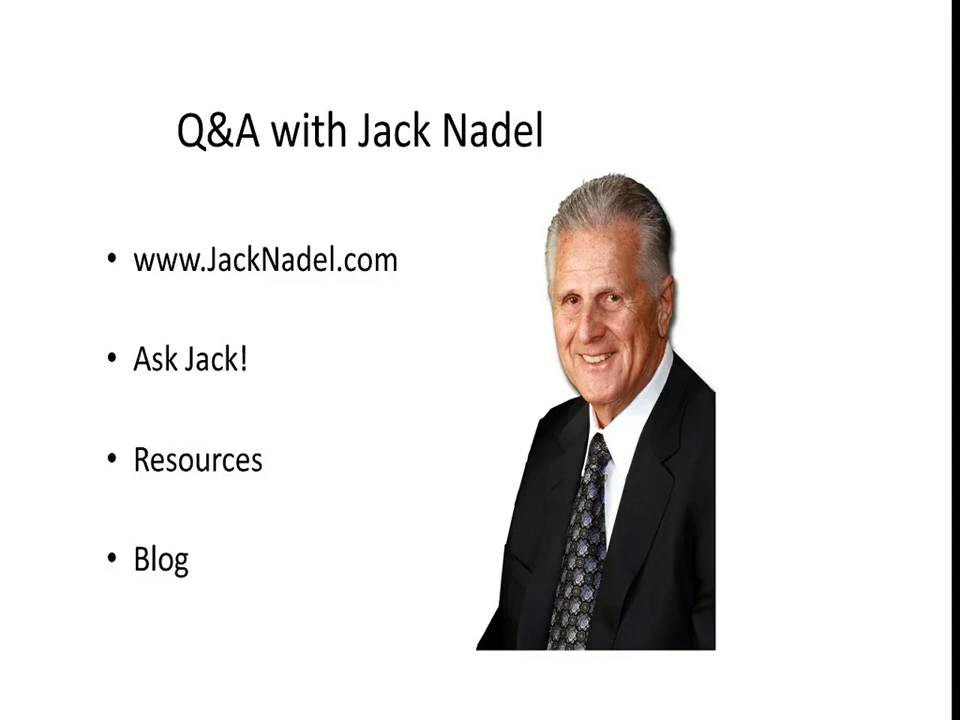 Q&A with Jack Nadel
• www.JackNadel.com
• Ask Jack!
• Resources
• Blog